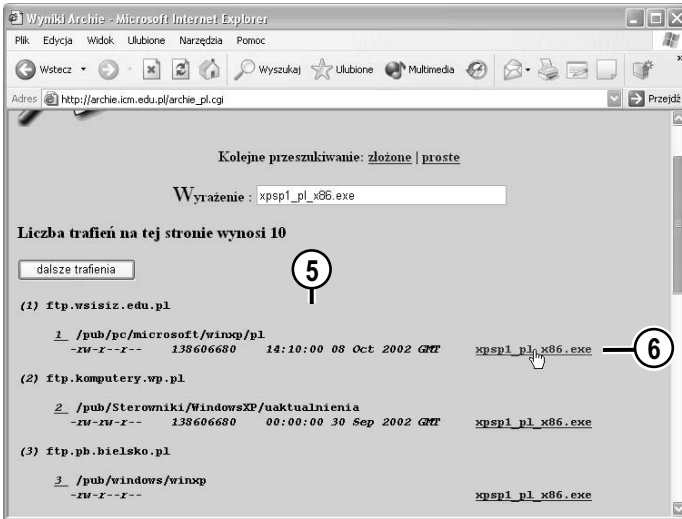 Wyniki Archie - Microsoft Internet Explorer
Plik Edycja Widok Ulubione Narzędzia Pomoc
Wstecz Wyszukaj Ulubione Multimedia »
Adres http://archie.icm.edu.pl/archie_pl.cgi Przejdź
Kolejne przeszukiwanie: złożone | proste
Wyrażenie : xpsp1_pl_x86.exe
Liczba trafień na tej stronie wynosi 10
dalsze trafienia
5
(1) ftp.wsisiz.edu.pl
1 /pub/pc/microsoft/winxp/pl
-rw-r--r-- 138606680 14:10:00 08 Oct 2002 GMT xpsp1_pl_x86.exe
6
(2) ftp.komputery.wp.pl
2 /pub/Sterowniki/WindowsXP/uaktualnienia
-rw-rw-r-- 138606680 00:00:00 30 Sep 2002 GMT xpsp1_pl_x86.exe
(3) ftp.pb.bielsko.pl
3 /pub/windows/winxp
-rw-r--r-- xpsp1_pl_x86.exe